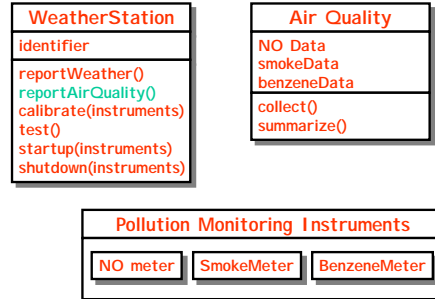 WeatherStation
identifier
reportWeather()
reportAirQuality()
calibrate(instruments)
test()
startup(instruments)
shutdown(instruments)
Air Quality
NO Data
smokeData
benzeneData
collect()
summarize()
Pollution Monitoring Instruments
NO meter SmokeMeter BenzeneMeter